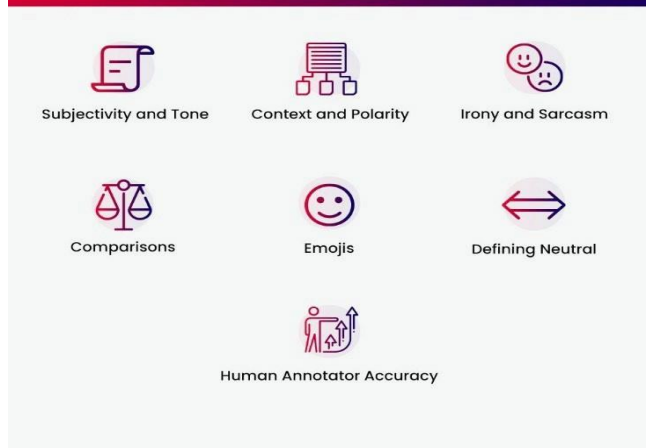 Subjectivity and Tone
Context and Polarity
Irony and Sarcasm
Comparisons
Emojis
Defining Neutral
Human Annotator Accuracy